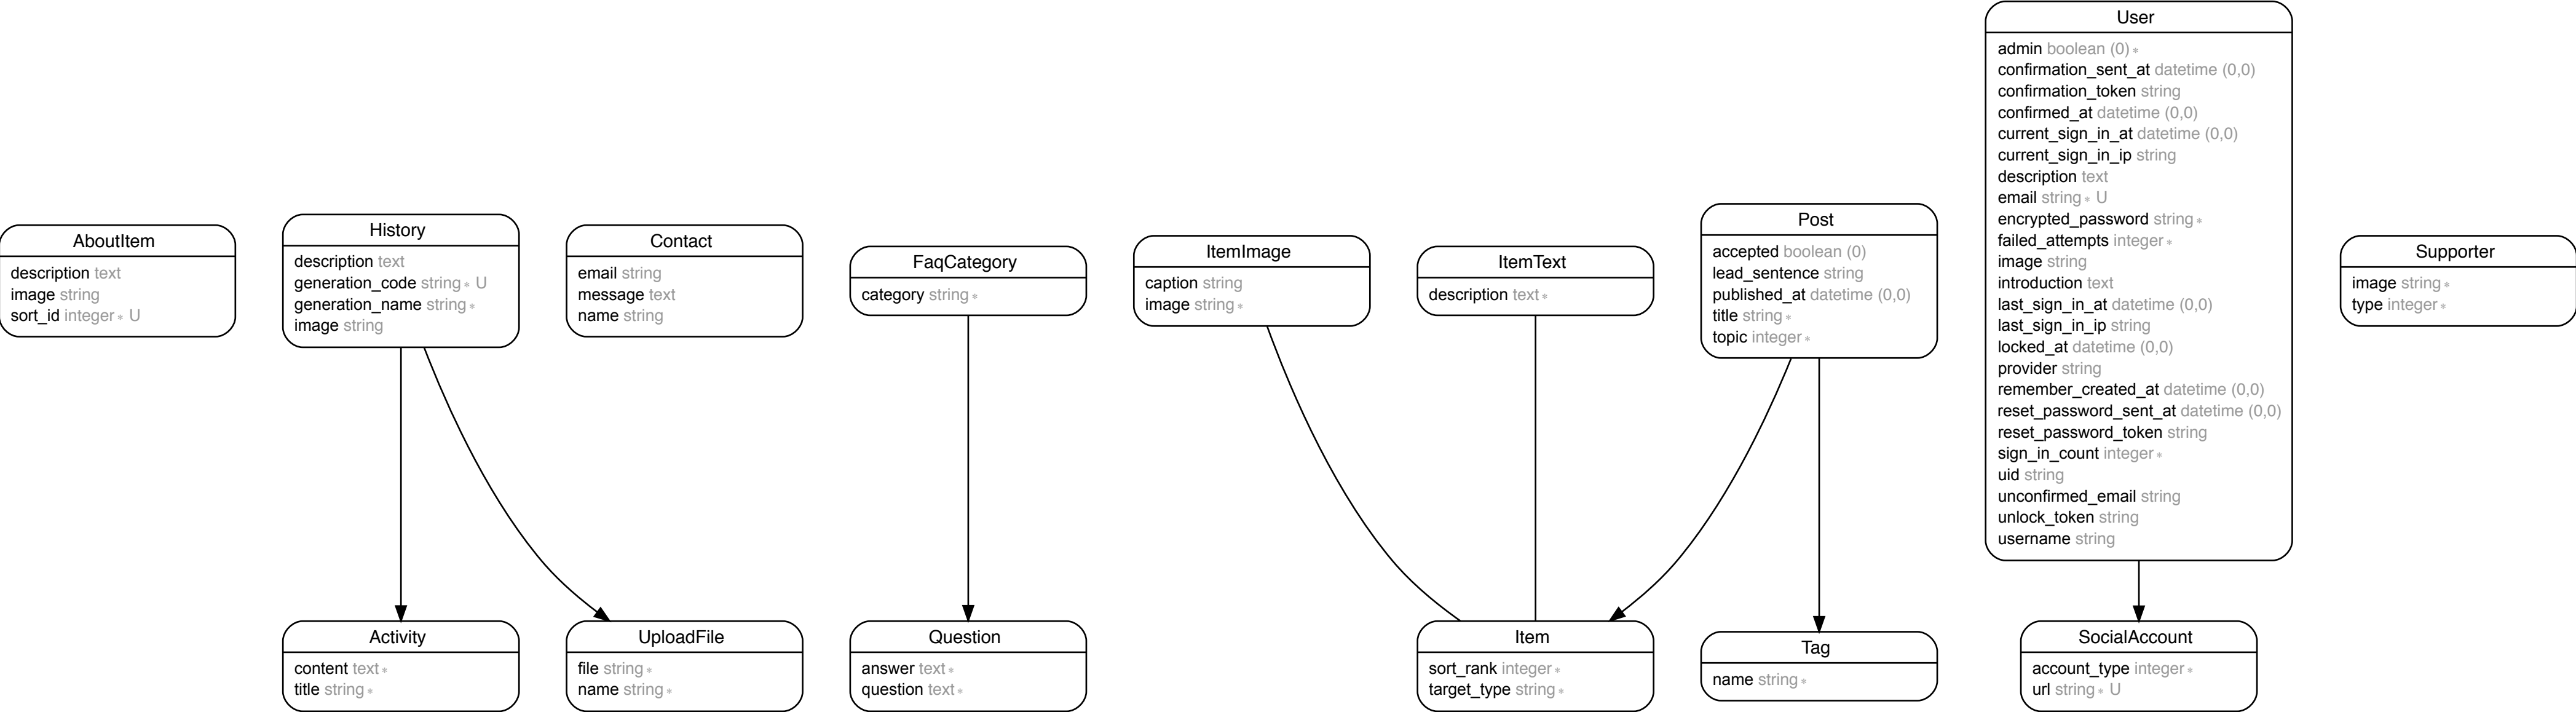 AboutItem
description text
image string
sort_id integer * U
History
description text
generation_code string * U
generation_name string *
image string
Contact
email string
message text
name string
FaqCategory
category string *
ItemImage
caption string
image string *
ItemText
description text *
Post
accepted boolean (0)
lead_sentence string
published_at datetime (0,0)
title string *
topic integer *
User
admin boolean (0) *
confirmation_sent_at datetime (0,0)
confirmation_token string
confirmed_at datetime (0,0)
current_sign_in_at datetime (0,0)
current_sign_in_ip string
description text
email string * U
encrypted_password string *
failed_attempts integer *
image string
introduction text
last_sign_in_at datetime (0,0)
last_sign_in_ip string
locked_at datetime (0,0)
provider string
remember_created_at datetime (0,0)
reset_password_sent_at datetime (0,0)
reset_password_token string
sign_in_count integer *
uid string
unconfirmed_email string
unlock_token string
username string
Supporter
image string *
type integer *
Activity
content text *
title string *
UploadFile
file string *
name string *
Question
answer text *
question text *
Item
sort_rank integer *
target_type string *
Tag
name string *
SocialAccount
account_type integer *
url string * U